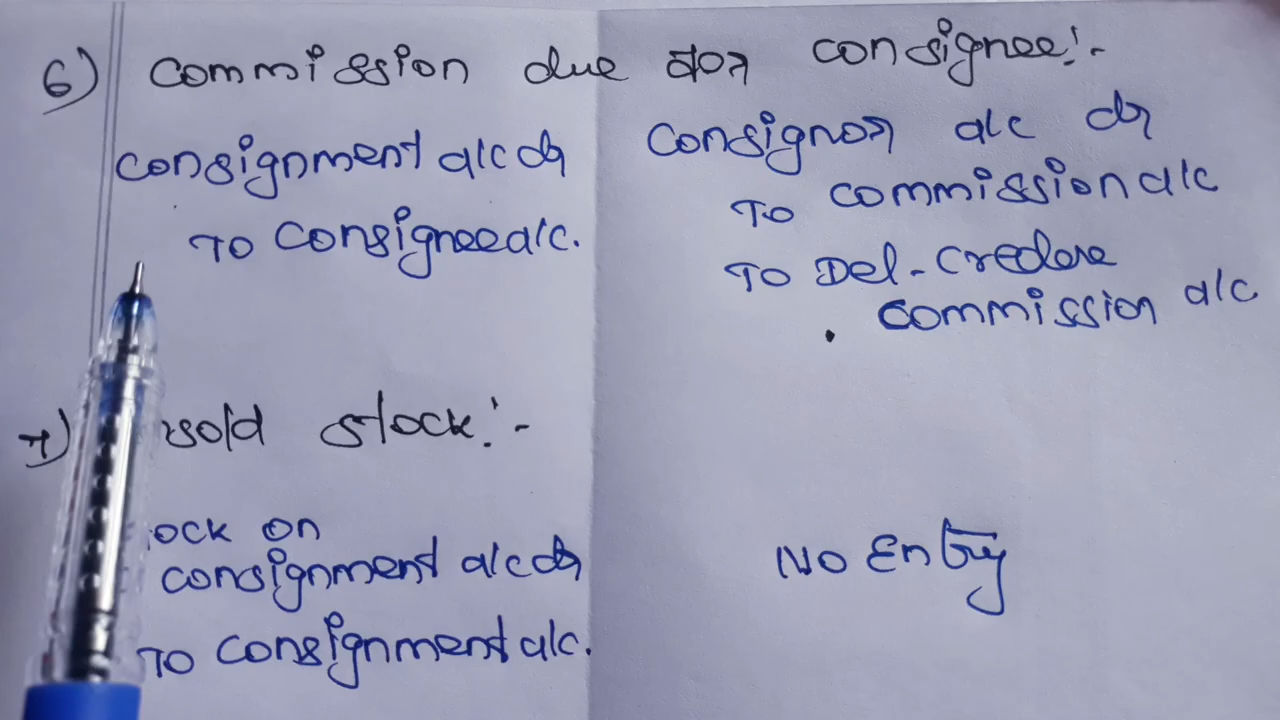 6) Commission due for consignee:-
Consignment a/c dr
To Consignee a/c.
Consignor a/c dr
To Commission a/c
To Del-Credere
Commission a/c
7) sold stock:-
ock on
consignment a/c dr
To Consignment a/c.
No Entry